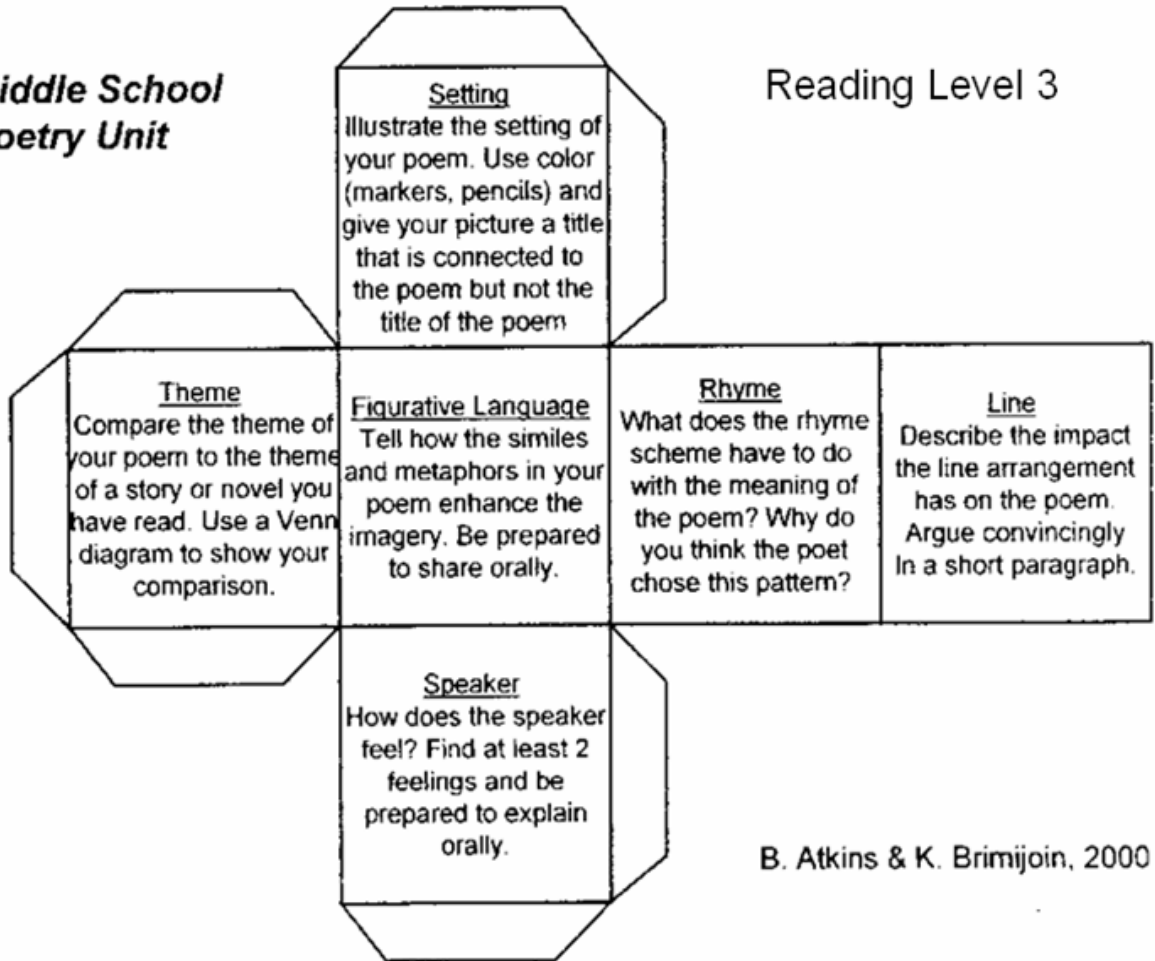 iddle School
oetry Unit
Reading Level 3
Setting
Illustrate the setting of
your poem. Use color
(markers, pencils) and
give your picture a title
that is connected to
the poem but not the
title of the poem
Theme
Compare the theme of
your poem to the theme
of a story or novel you
have read. Use a Venn
diagram to show your
comparison.
Figurative Language
Tell how the similes
and metaphors in your
poem enhance the
imagery. Be prepared
to share orally.
Rhyme
What does the rhyme
scheme have to do
with the meaning of
the poem? Why do
you think the poet
chose this pattern?
Line
Describe the impact
the line arrangement
has on the poem.
Argue convincingly
In a short paragraph.
Speaker
How does the speaker
feel? Find at least 2
feelings and be
prepared to explain
orally.
B. Atkins & K. Brimijoin, 2000